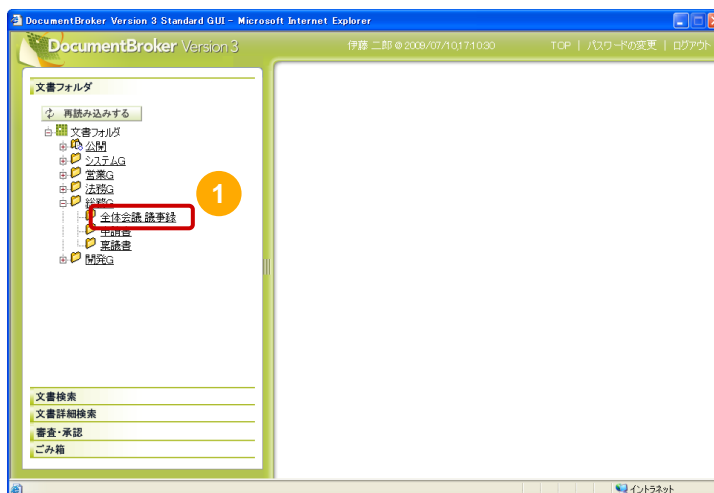 DocumentBroker Version 3 Standard GUI - Microsoft Internet Explorer
DocumentBroker Version 3
伊藤 二郎@2009/07/10,17:10:30
TOP | パスワードの変更 | ログアウト
文書フォルダ
再読み込みする
文書フォルダ
公開
システムG
営業G
法務G
総務G
1
全体会議 議事録
申請書
稟議書
開発G
文書検索
文書詳細検索
審査・承認
ごみ箱
イントラネット